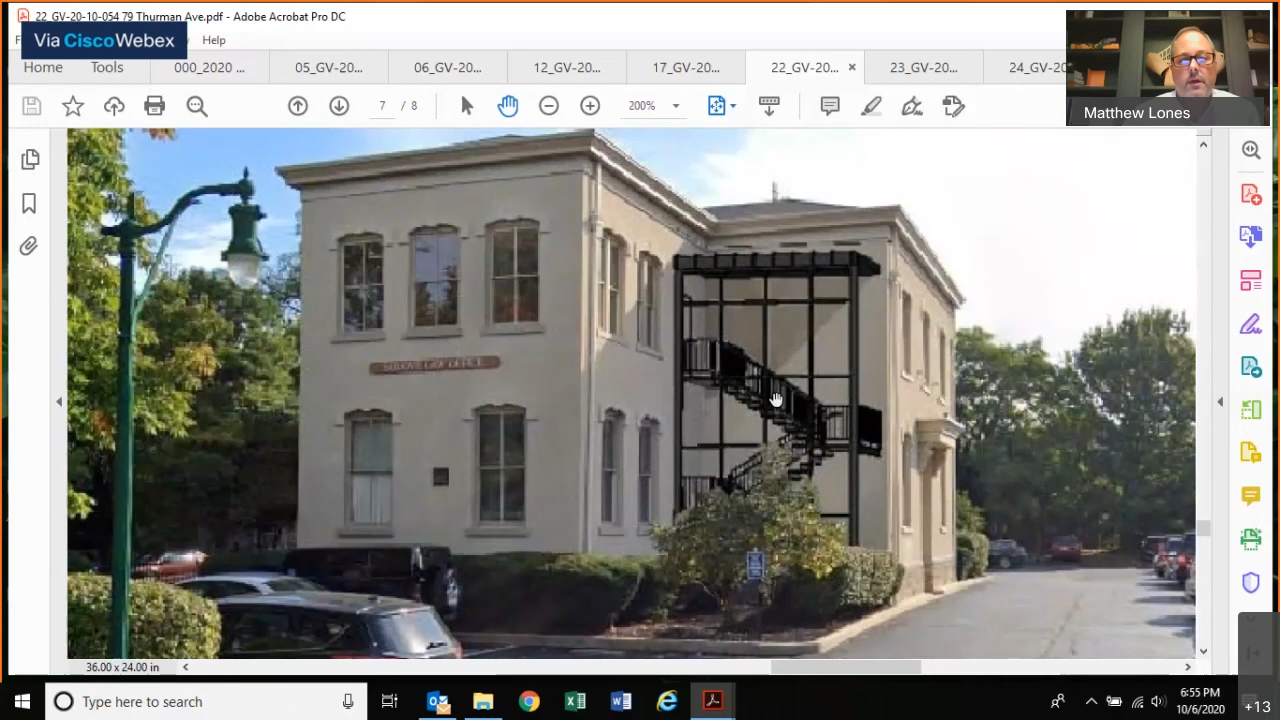 22_GV-20-10-054 79 Thurman Ave.pdf - Adobe Acrobat Pro DC
Via Cisco Webex
Help
Home
Tools
000_2020 ...
05_GV-20...
06_GV-20...
12_GV-20...
17_GV-20...
22_GV-20...
23_GV-20...
24_GV-20
7 / 8
200%
Matthew Lones
LAW OFFICE
36.00 x 24.00 in
Type here to search
6:55 PM
10/6/2020
+13